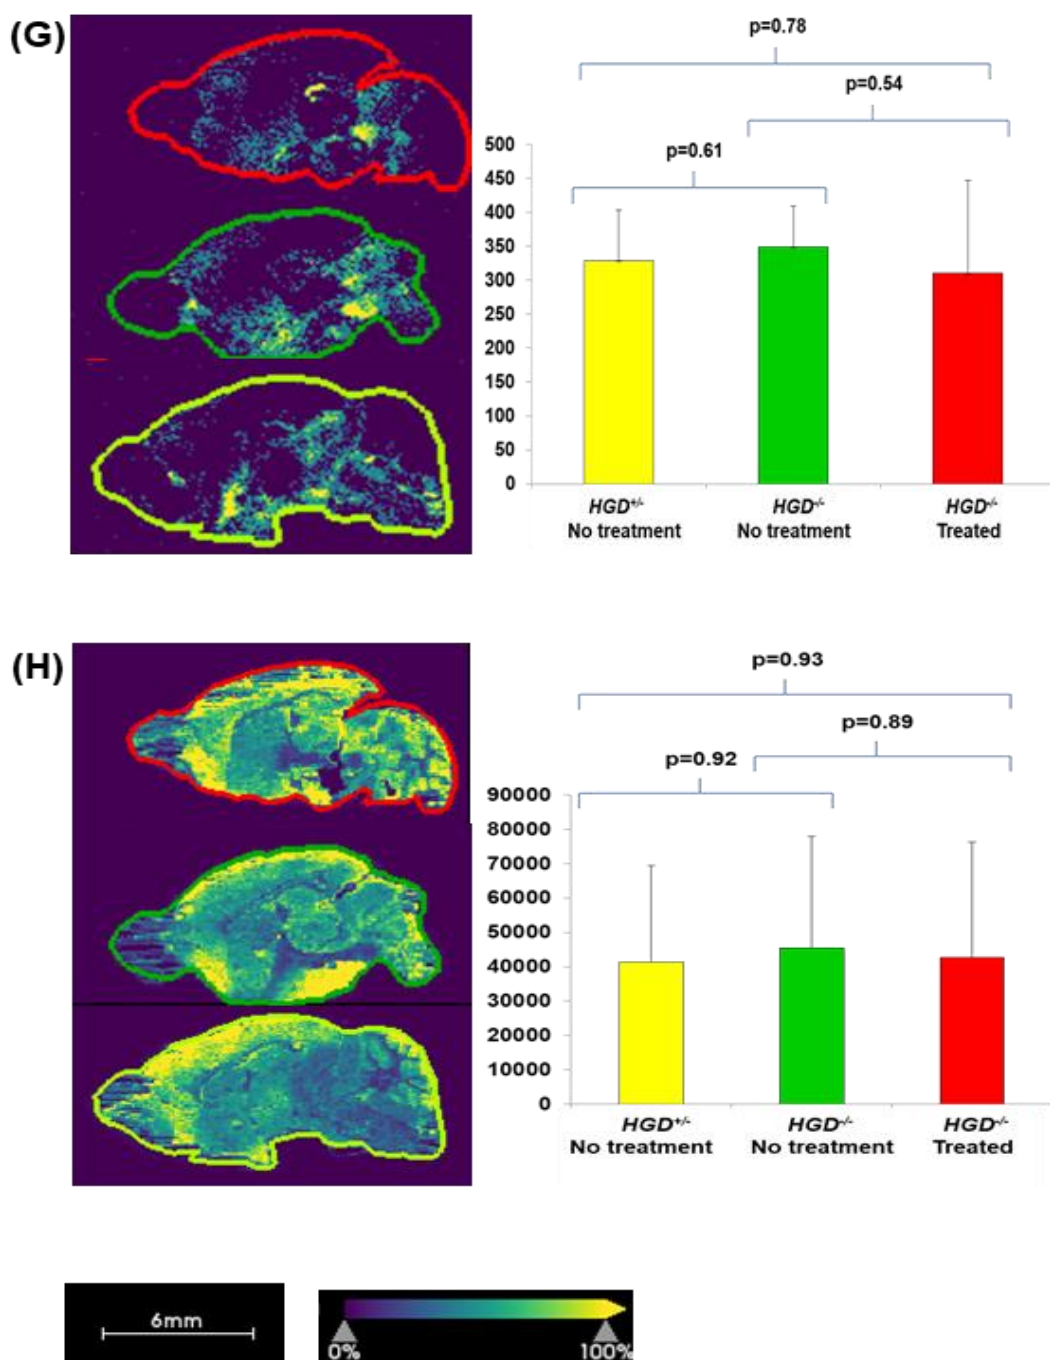 (G)
p=0.78
p=0.54
p=0.61
500
450
400
350
300
250
200
150
100
50
0
HGD+/- HGD-/- HGD-/-
No treatment No treatment Treated
(H)
p=0.93
p=0.89
p=0.92
90000
80000
70000
60000
50000
40000
30000
20000
10000
0
HGD+/- HGD-/- HGD-/-
No treatment No treatment Treated
6mm
0% 100%